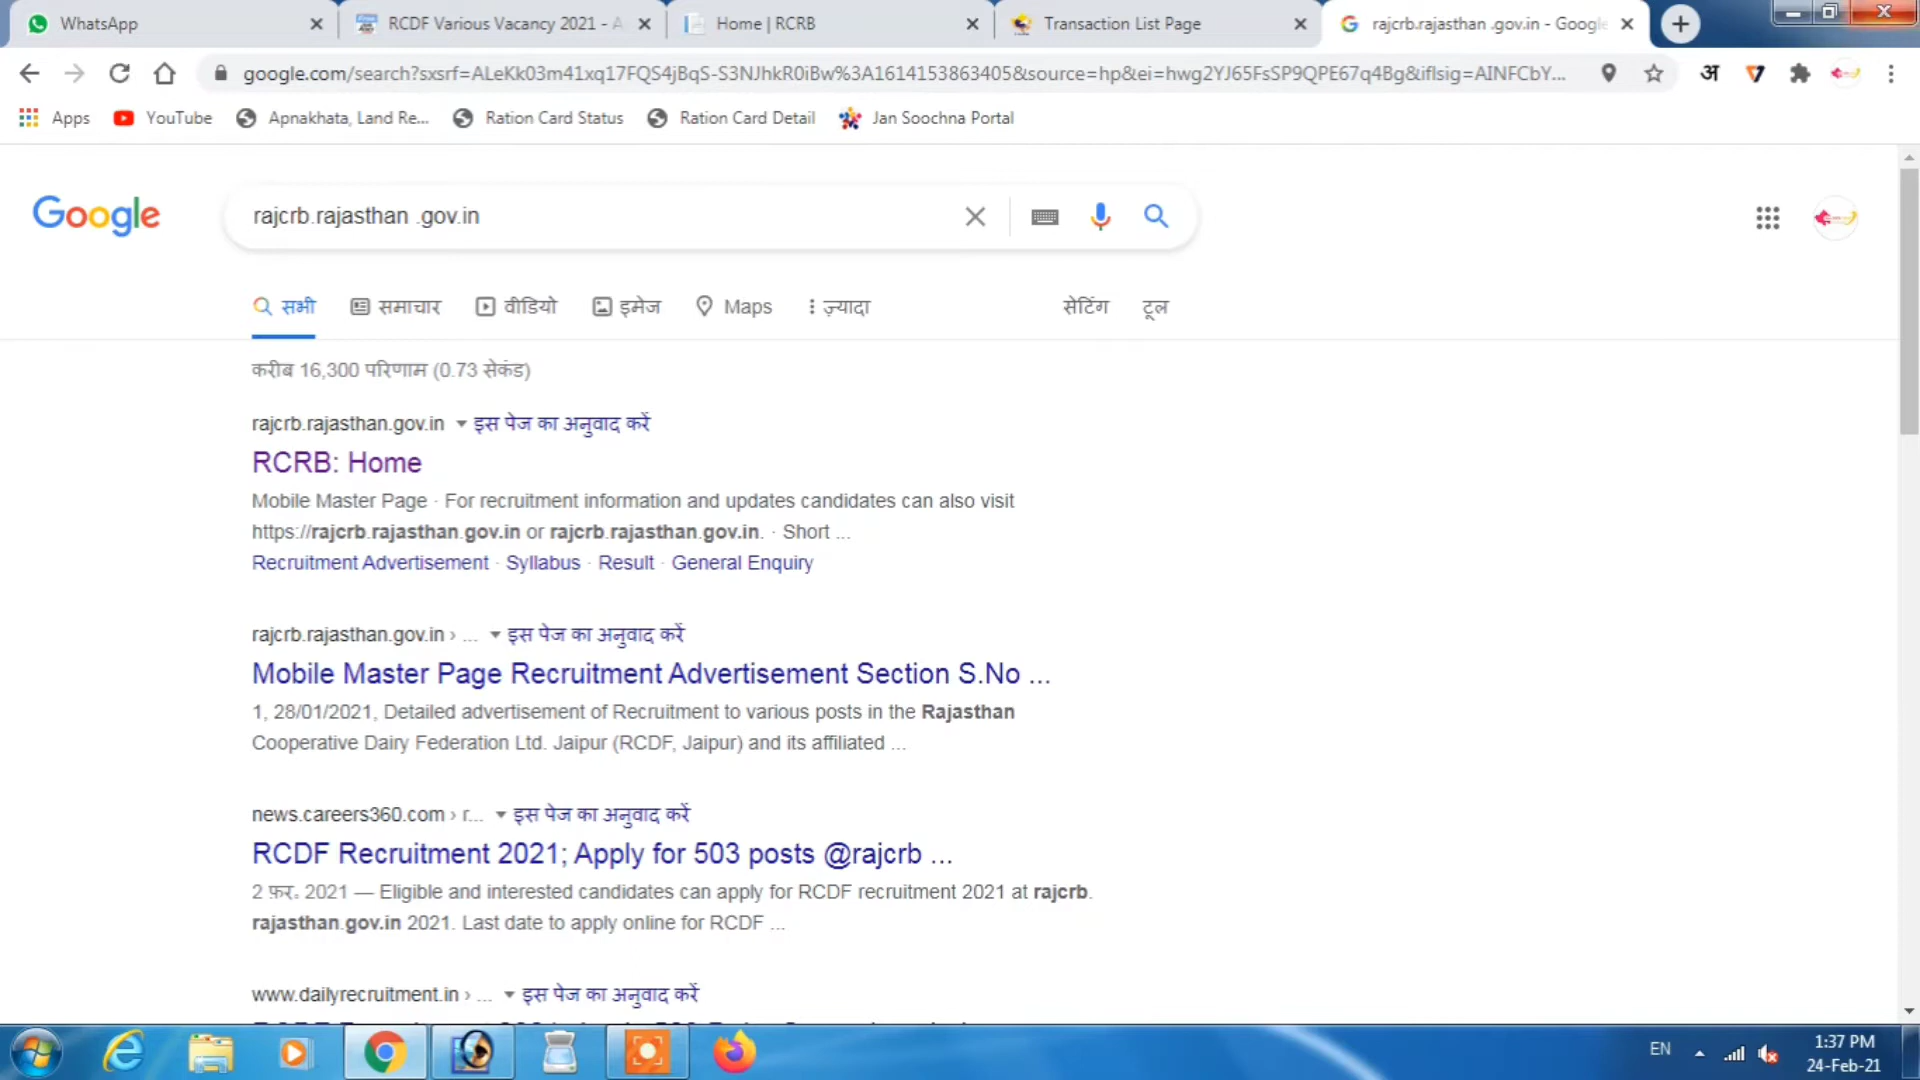 WhatsApp
RCDF Various Vacancy 2021 - A
Home | RCRB
Transaction List Page
rajcrb.rajasthan .gov.in - Google
google.com/search?sxsrf=ALeKk03m41xq17FQS4jBqS-S3NJhkR0iBw%3A1614153863405&source=hp&ei=hwg2YJ65FsSP9QPE67q4Bg&iflsig=AINFCbY...
अ
Apps
YouTube
Apnakhata, Land Re...
Ration Card Status
Ration Card Detail
Jan Soochna Portal
Google
rajcrb.rajasthan .gov.in
सभी
समाचार
वीडियो
इमेज
Maps
ज़्यादा
सेटिंग
टूल
करीब 16,300 परिणाम (0.73 सेकंड)
rajcrb.rajasthan.gov.in इस पेज का अनुवाद करें
RCRB: Home
Mobile Master Page · For recruitment information and updates candidates can also visit
https://rajcrb.rajasthan.gov.in or rajcrb.rajasthan.gov.in. · Short ...
Recruitment Advertisement · Syllabus · Result · General Enquiry
rajcrb.rajasthan.gov.in › ... इस पेज का अनुवाद करें
Mobile Master Page Recruitment Advertisement Section S.No ...
1, 28/01/2021, Detailed advertisement of Recruitment to various posts in the Rajasthan
Cooperative Dairy Federation Ltd. Jaipur (RCDF, Jaipur) and its affiliated ...
news.careers360.com › r... इस पेज का अनुवाद करें
RCDF Recruitment 2021; Apply for 503 posts @rajcrb ...
2 फ़र॰ 2021 — Eligible and interested candidates can apply for RCDF recruitment 2021 at rajcrb.
rajasthan.gov.in 2021. Last date to apply online for RCDF ...
www.dailyrecruitment.in › ... इस पेज का अनुवाद करें
EN
1:37 PM
24-Feb-21